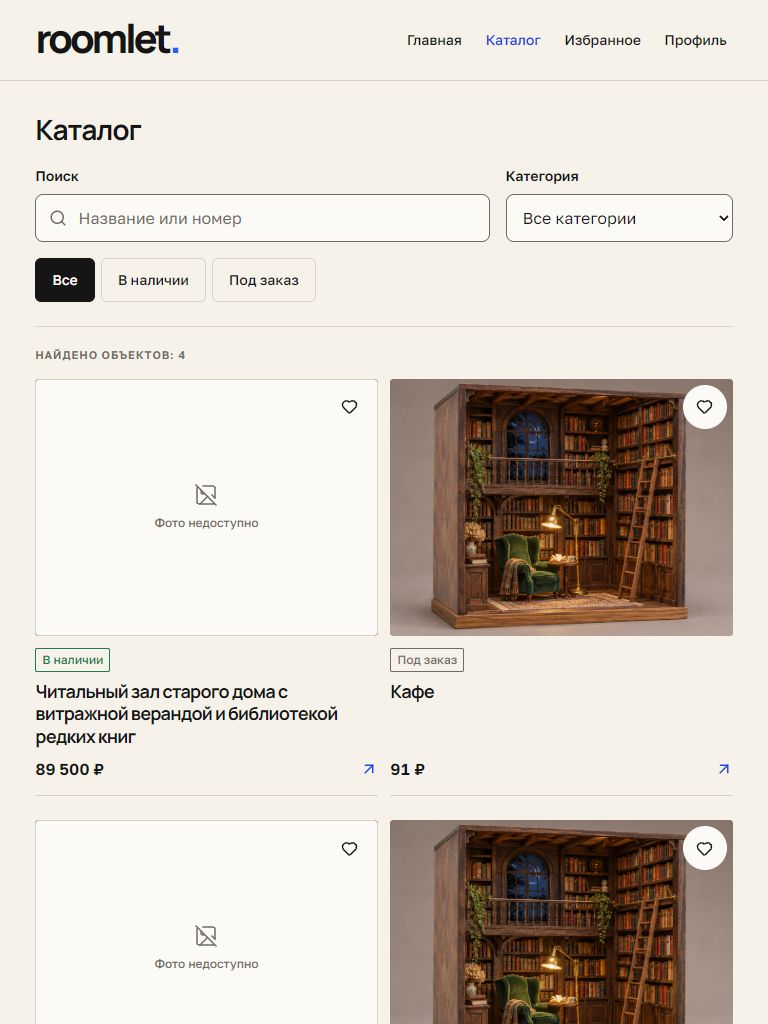 roomlet.
Главная
Каталог
Избранное
Профиль
Каталог
Поиск
Категория
Название или номер
Все категории
Все
В наличии
Под заказ
НАЙДЕНО ОБЪЕКТОВ: 4
Фото недоступно
В наличии
Читальный зал старого дома с
витражной верандой и библиотекой
редких книг
89 500 ₽
Под заказ
Кафе
91 ₽
Фото недоступно